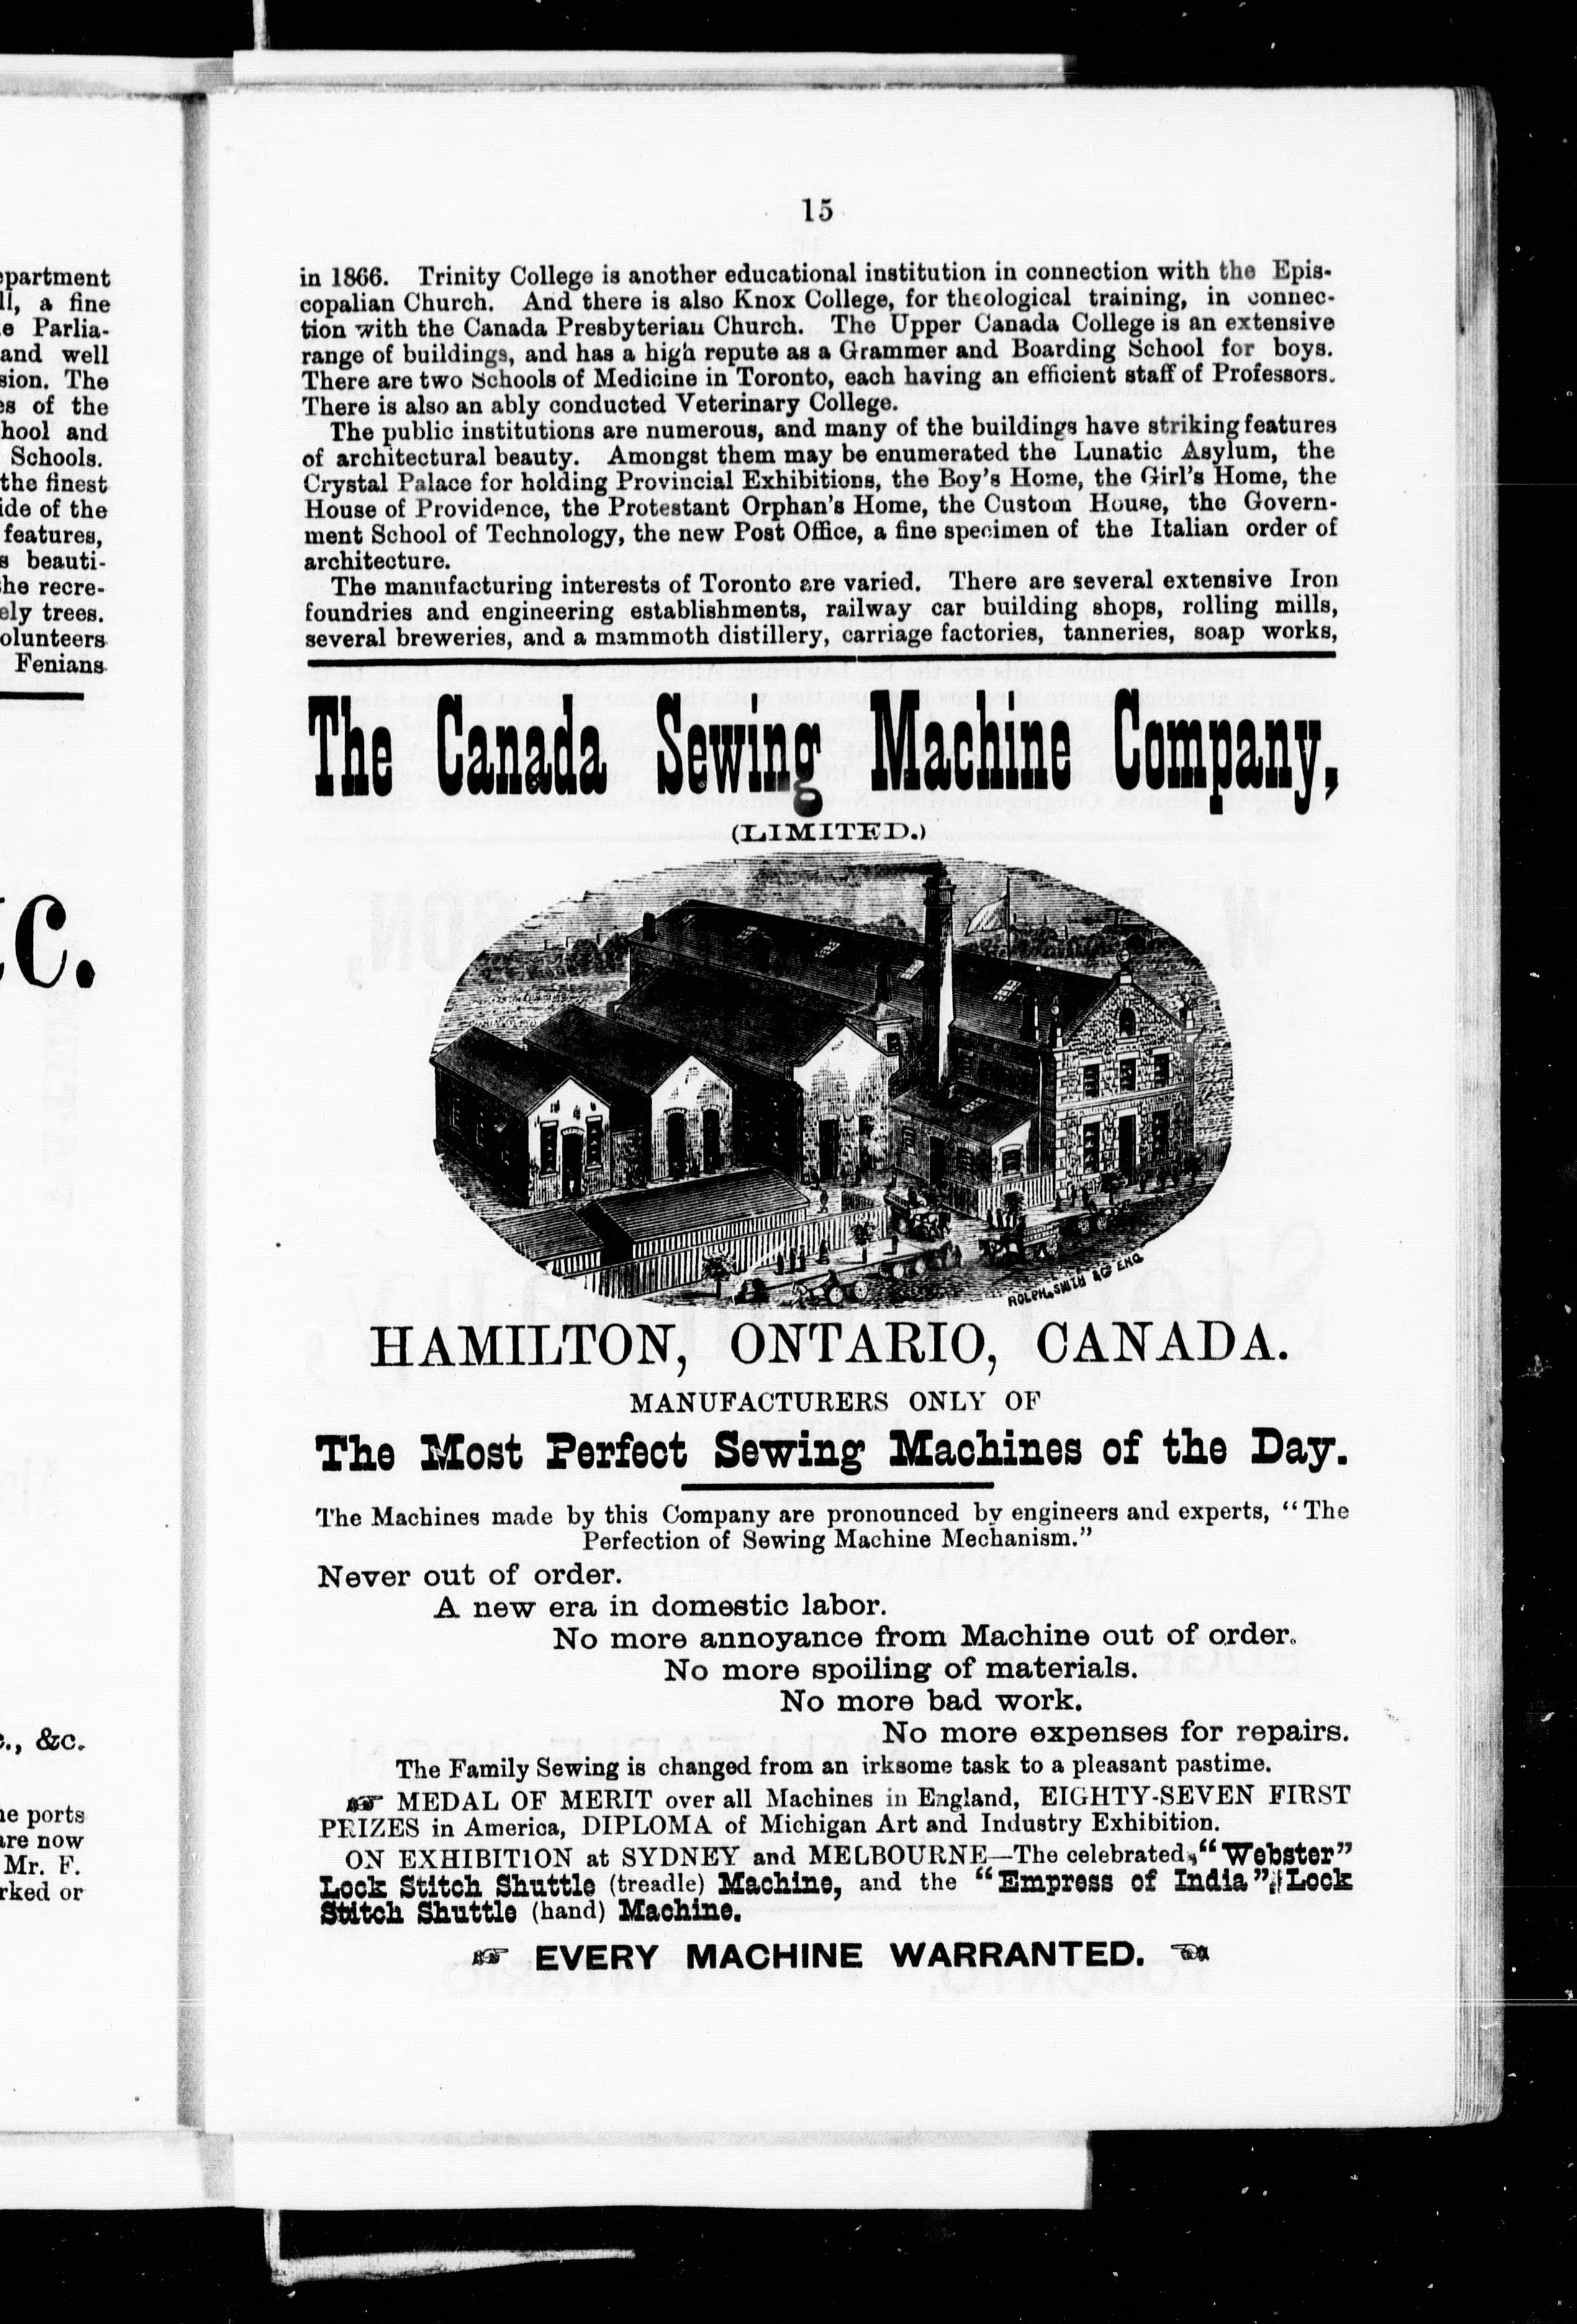 epartment
ll, a fine
e Parlia-
and well
sion. The
es of the
hool and
Schools.
the finest
ide of the
features,
s beauti-
he recre-
ely trees.
olunteers
Fenians
C.
., &c.
ne ports
are now
Mr. F.
rked or
15
in 1866. Trinity College is another educational institution in connection with the Epis-
copalian Church. And there is also Knox College, for theological training, in connec-
tion with the Canada Presbyterian Church. The Upper Canada College is an extensive
range of buildings, and has a high repute as a Grammer and Boarding School for boys.
There are two Schools of Medicine in Toronto, each having an efficient staff of Professors.
There is also an ably conducted Veterinary College.
The public institutions are numerous, and many of the buildings have striking features
of architectural beauty. Amongst them may be enumerated the Lunatic Asylum, the
Crystal Palace for holding Provincial Exhibitions, the Boy's Home, the Girl's Home, the
House of Providence, the Protestant Orphan's Home, the Custom House, the Govern-
ment School of Technology, the new Post Office, a fine specimen of the Italian order of
architecture.
The manufacturing interests of Toronto are varied. There are several extensive Iron
foundries and engineering establishments, railway car building shops, rolling mills,
several breweries, and a mammoth distillery, carriage factories, tanneries, soap works,
The Canada Sewing Machine Company,
(LIMITED.)
ROLPH, SMITH & Co ENG
HAMILTON, ONTARIO, CANADA.
MANUFACTURERS ONLY OF
The Most Perfect Sewing Machines of the Day.
The Machines made by this Company are pronounced by engineers and experts, "The
Perfection of Sewing Machine Mechanism."
Never out of order.
A new era in domestic labor.
No more annoyance from Machine out of order.
No more spoiling of materials.
No more bad work.
No more expenses for repairs.
The Family Sewing is changed from an irksome task to a pleasant pastime.
☞ MEDAL OF MERIT over all Machines in England, EIGHTY-SEVEN FIRST
PRIZES in America, DIPLOMA of Michigan Art and Industry Exhibition.
ON EXHIBITION at SYDNEY and MELBOURNE—The celebrated, "Webster"
Lock Stitch Shuttle (treadle) Machine, and the "Empress of India", Lock
Stitch Shuttle (hand) Machine.
☞ EVERY MACHINE WARRANTED. ☜